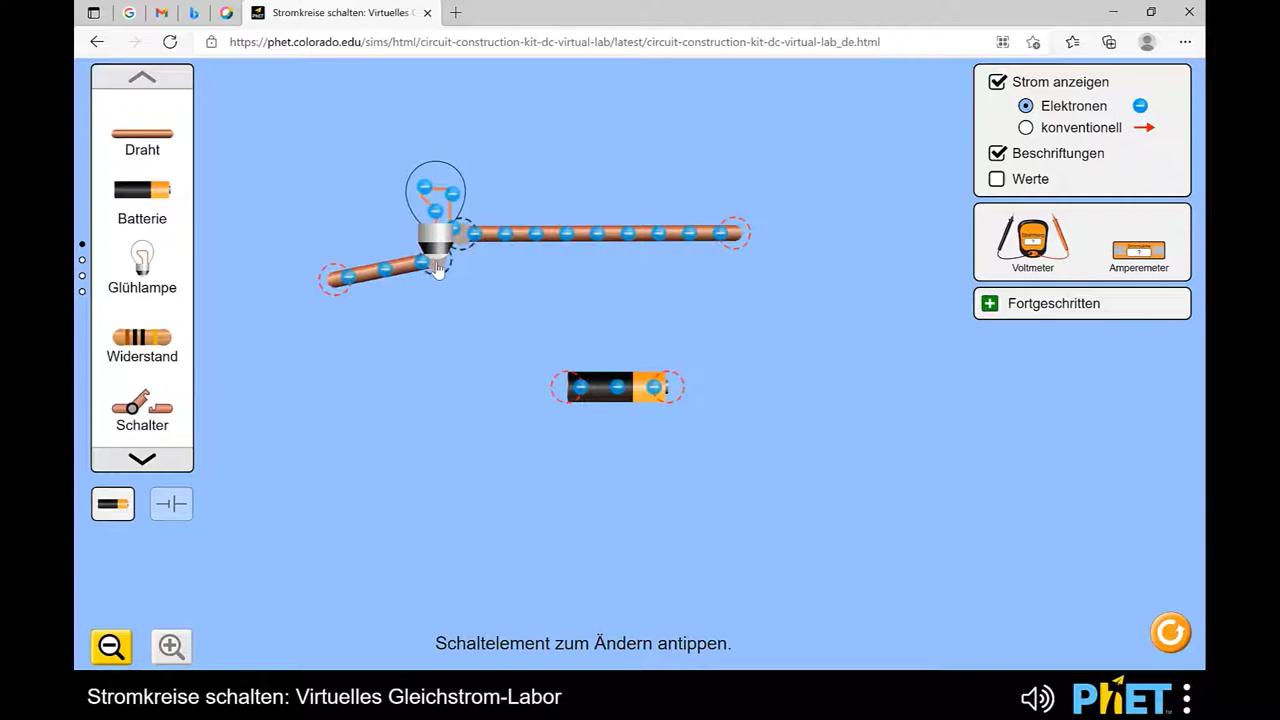 Stromkreise schalten: Virtuelles G
https://phet.colorado.edu/sims/html/circuit-construction-kit-dc-virtual-lab/latest/circuit-construction-kit-dc-virtual-lab_de.html
Draht
Batterie
Glühlampe
Widerstand
Schalter
Strom anzeigen
Elektronen
konventionell
Beschriftungen
Werte
Voltmeter
Amperemeter
Fortgeschritten
Schaltelement zum Ändern antippen.
Stromkreise schalten: Virtuelles Gleichstrom-Labor
PhET